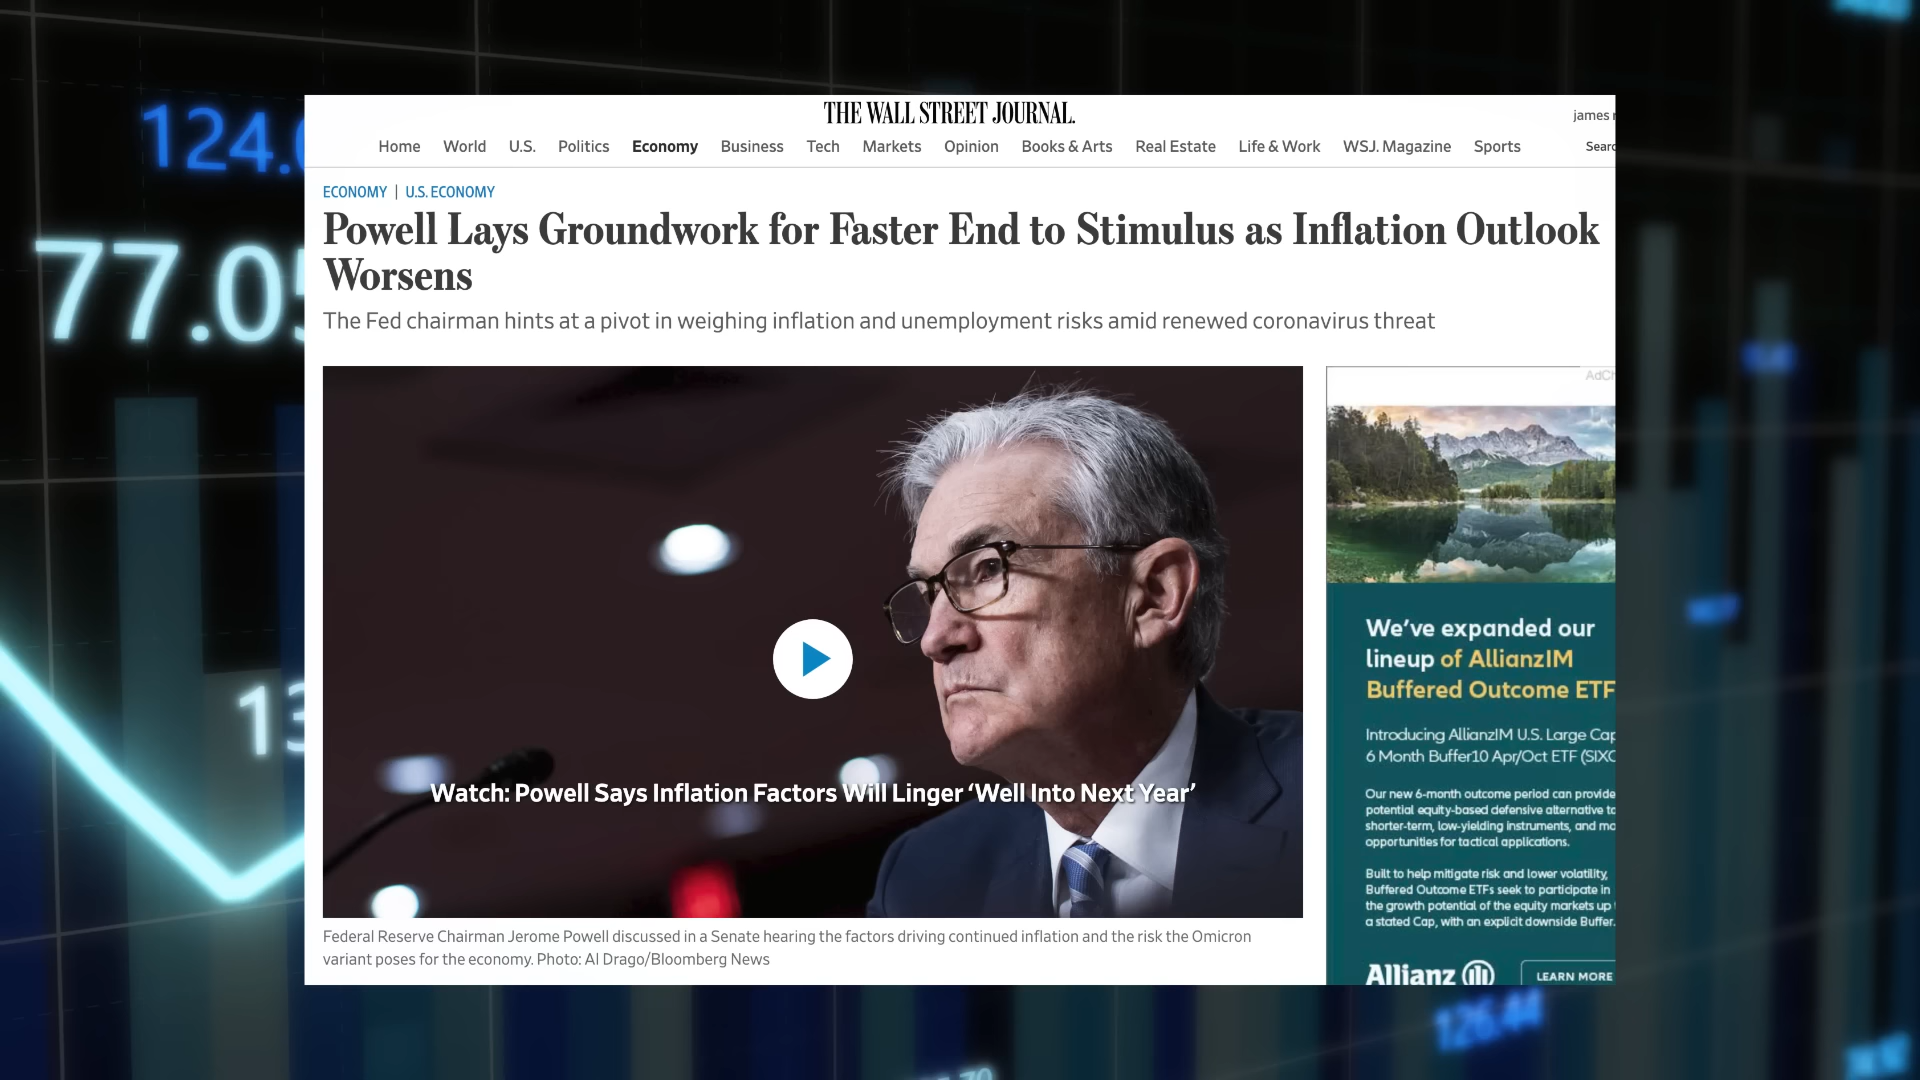 124.
THE WALL STREET JOURNAL.
james
Home World U.S. Politics Economy Business Tech Markets Opinion Books & Arts Real Estate Life & Work WSJ. Magazine Sports
ECONOMY | U.S. ECONOMY
Powell Lays Groundwork for Faster End to Stimulus as Inflation Outlook
Worsens
77.0
The Fed chairman hints at a pivot in weighing inflation and unemployment risks amid renewed coronavirus threat
Watch: Powell Says Inflation Factors Will Linger ‘Well Into Next Year’
Federal Reserve Chairman Jerome Powell discussed in a Senate hearing the factors driving continued inflation and the risk the Omicron
variant poses for the economy. Photo: Al Drago/Bloomberg News
We’ve expanded our
lineup of AllianzIM
Buffered Outcome ETF
Introducing AllianzIM U.S. Large Cap
6 Month Buffer10 Apr/Oct ETF (SIXO
Our new 6-month outcome period can provide
potential equity-based defensive alternative to
shorter-term, low-yielding instruments, and mo
opportunities for tactical applications.
Built to help mitigate risk and lower volatility,
Buffered Outcome ETFs seek to participate in
the growth potential of the equity markets up
a stated Cap, with an explicit downside Buffer.
Allianz
LEARN MORE
13
126.44